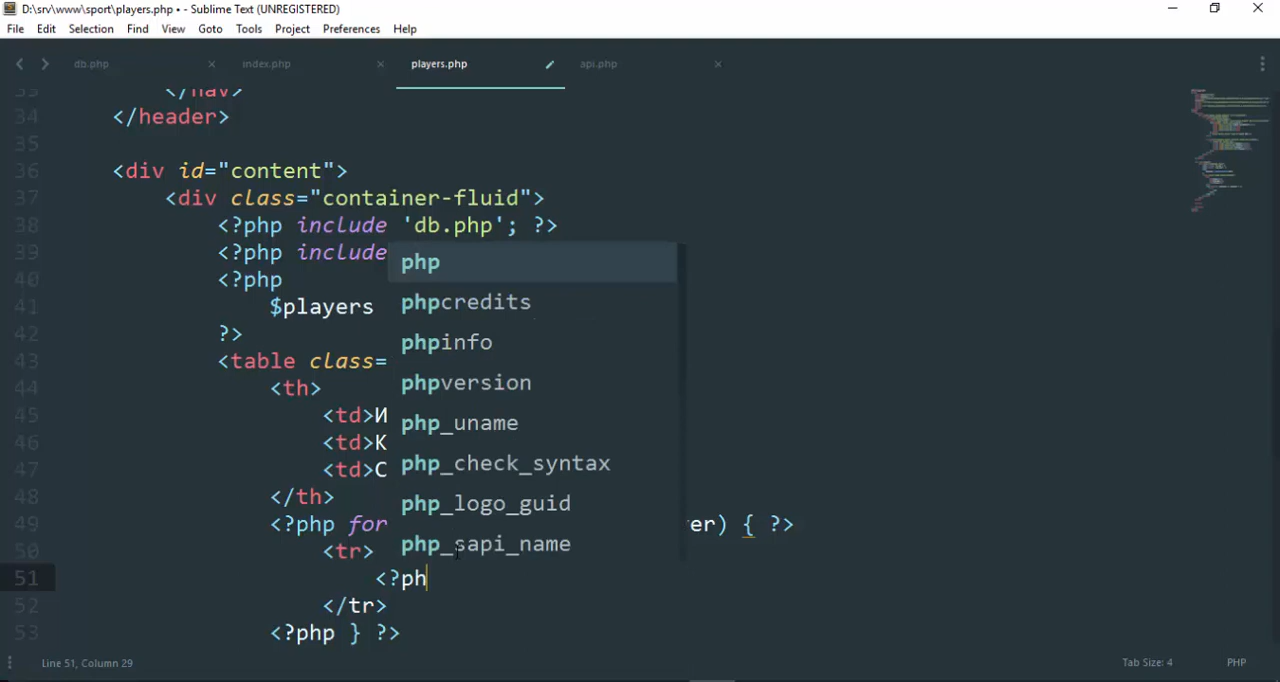 D:\srv\www\sport\players.php • - Sublime Text (UNREGISTERED)
File Edit Selection Find View Goto Tools Project Preferences Help
db.php index.php players.php api.php
33 </nav>
34 </header>
35
36 <div id="content">
37 <div class="container-fluid">
38 <?php include 'db.php'; ?>
39 <?php include
40 <?php
41 $players
42 ?>
43 <table class=
44 <th>
45 <td>И
46 <td>К
47 <td>С
48 </th>
49 <?php for er) { ?>
50 <tr>
51 <?ph
52 </tr>
53 <?php } ?>
php
phpcredits
phpinfo
phpversion
php_uname
php_check_syntax
php_logo_guid
php_sapi_name
Line 51, Column 29 Tab Size: 4 PHP